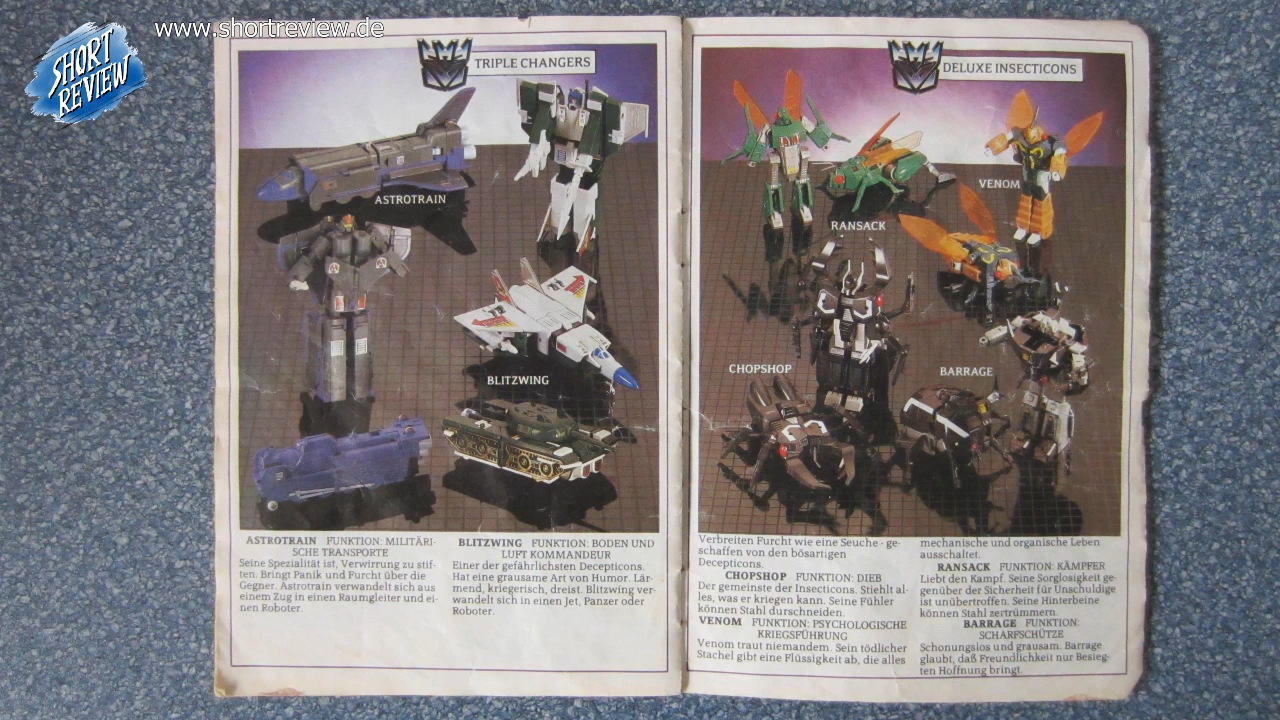 www.shortreview.de
SHORT
REVIEW
TRIPLE CHANGERS
ASTROTRAIN
BLITZWING
ASTROTRAIN FUNKTION: MILITÄRI-
SCHE TRANSPORTE
Seine Spezialität ist, Verwirrung zu stif-
ten. Bringt Panik und Furcht über die
Gegner. Astrotrain verwandelt sich aus
einem Zug in einen Raumgleiter und ei-
nen Roboter.
BLITZWING FUNKTION: BODEN UND
LUFT KOMMANDEUR
Einer der gefährlichsten Decepticons.
Hat eine grausame Art von Humor. Lär-
mend, kriegerisch, dreist. Blitzwing ver-
wandelt sich in einen Jet, Panzer oder
Roboter.
DELUXE INSECTICONS
VENOM
RANSACK
CHOPSHOP
BARRAGE
Verbreiten Furcht wie eine Seuche - ge-
schaffen von den bösartigen
Decepticons.
CHOPSHOP FUNKTION: DIEB
Der gemeinste der Insecticons. Stiehlt al-
les, was er kriegen kann. Seine Fühler
können Stahl durschneiden.
VENOM FUNKTION: PSYCHOLOGISCHE
KRIEGSFÜHRUNG
Venom traut niemandem. Sein tödlicher
Stachel gibt eine Flüssigkeit ab, die alles
mechanische und organische Leben
ausschaltet.
RANSACK FUNKTION: KÄMPFER
Liebt den Kampf. Seine Sorglosigkeit ge-
genüber der Sicherheit für Unschuldige
ist unübertroffen. Seine Hinterbeine
können Stahl zertrümmern.
BARRAGE FUNKTION:
SCHARFSCHÜTZE
Schonungslos und grausam. Barrage
glaubt, daß Freundlichkeit nur Besieg-
ten Hoffnung bringt.